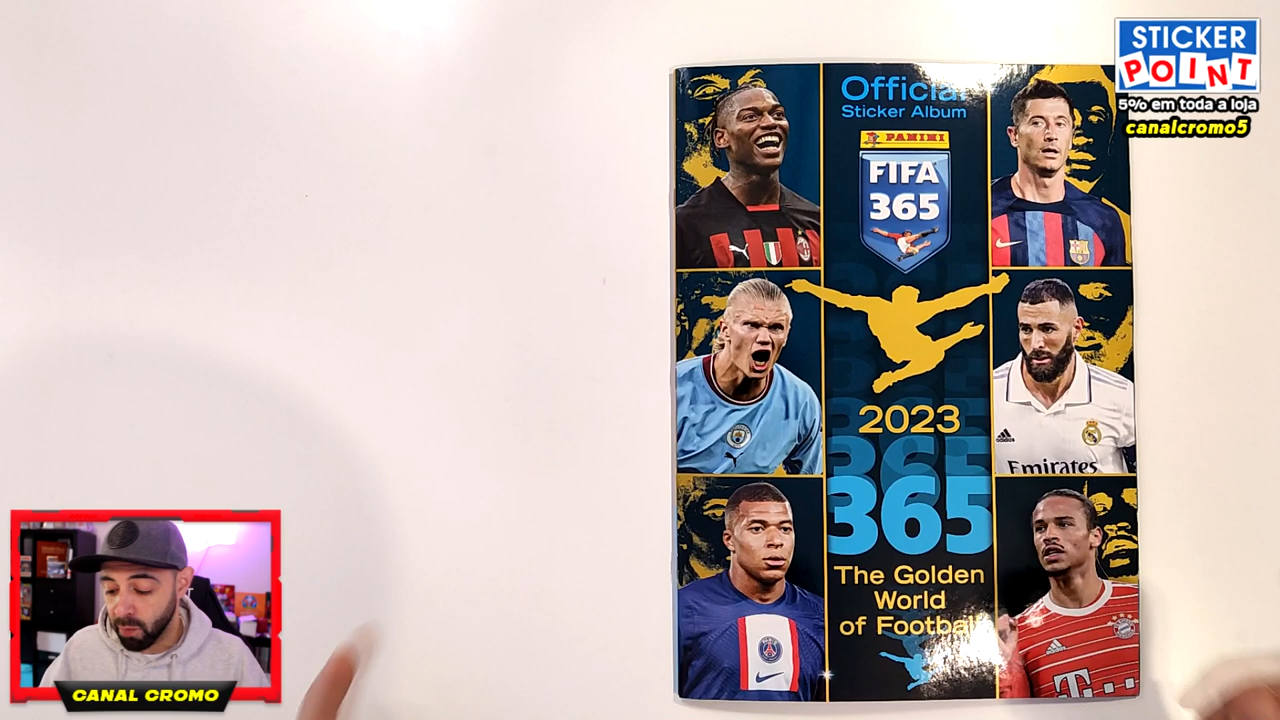 STICKER
POINT
5% em toda a loja
canalcromo5
Official
Sticker Album
PANINI
FIFA
365
2023
365
365
The Golden
World
of Football
Emirates
T
CANAL CROMO